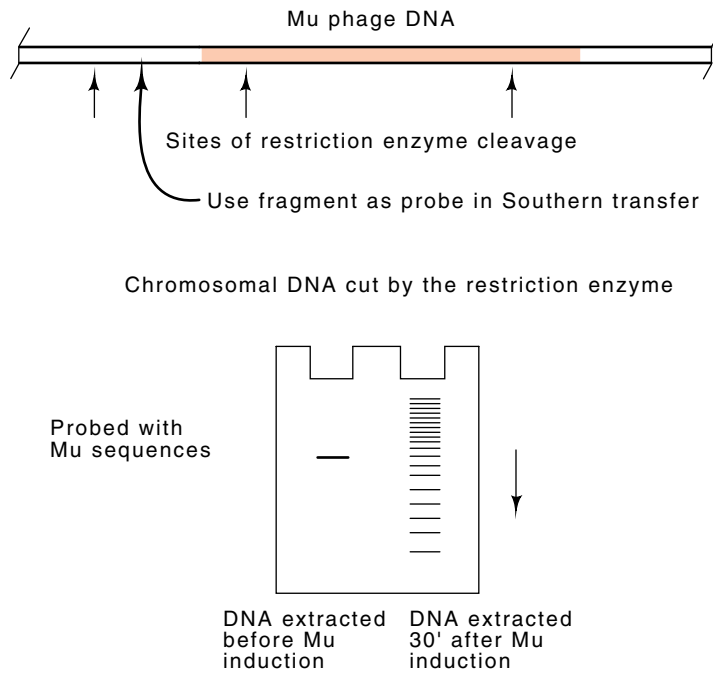 Mu phage DNA
Sites of restriction enzyme cleavage
Use fragment as probe in Southern transfer
Chromosomal DNA cut by the restriction enzyme
Probed with
Mu sequences
DNA extracted
before Mu
induction
DNA extracted
30' after Mu
induction